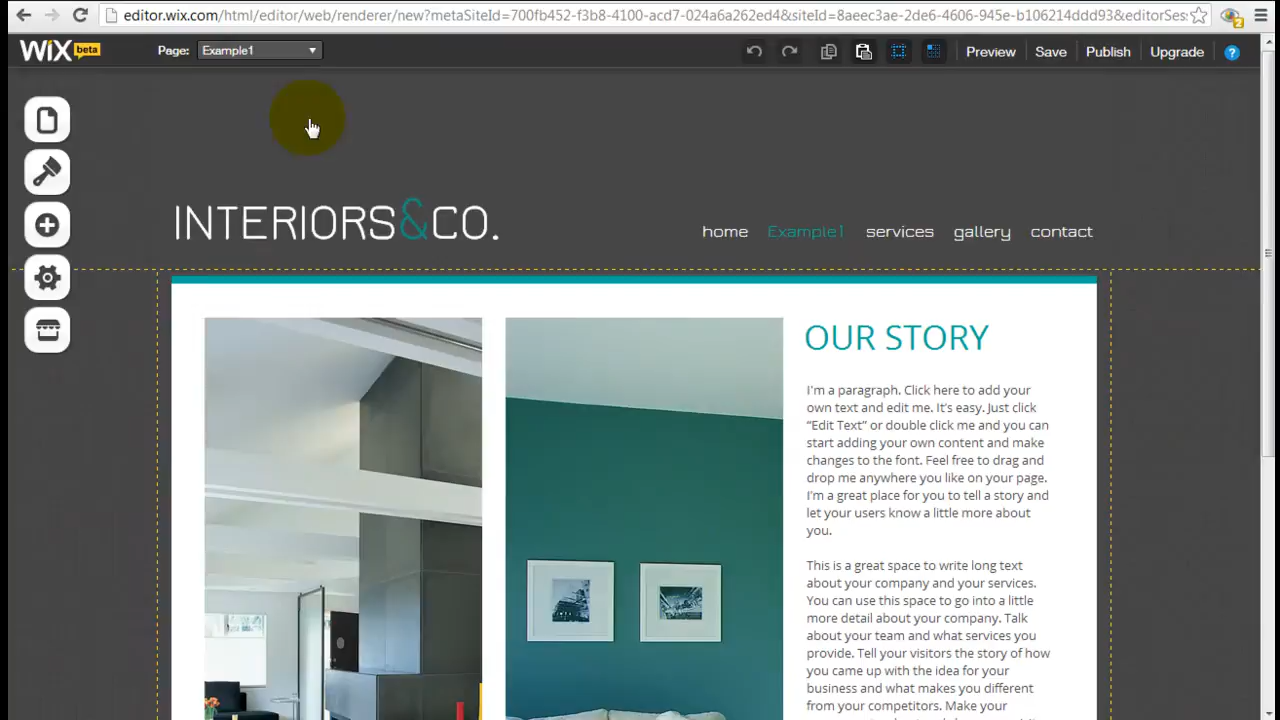 editor.wix.com/html/editor/web/renderer/new?metaSiteId=700fb452-f3b8-4100-acd7-024a6a262ed4&siteId=8aeec3ae-2de6-4606-945e-b106214ddd93&editorSes
2
WiX beta
Page: Example1
Preview Save Publish Upgrade ?
INTERIORS&CO.
home Example1 services gallery contact
OUR STORY
I'm a paragraph. Click here to add your
own text and edit me. It's easy. Just click
“Edit Text” or double click me and you can
start adding your own content and make
changes to the font. Feel free to drag and
drop me anywhere you like on your page.
I'm a great place for you to tell a story and
let your users know a little more about
you.
This is a great space to write long text
about your company and your services.
You can use this space to go into a little
more detail about your company. Talk
about your team and what services you
provide. Tell your visitors the story of how
you came up with the idea for your
business and what makes you different
from your competitors. Make your